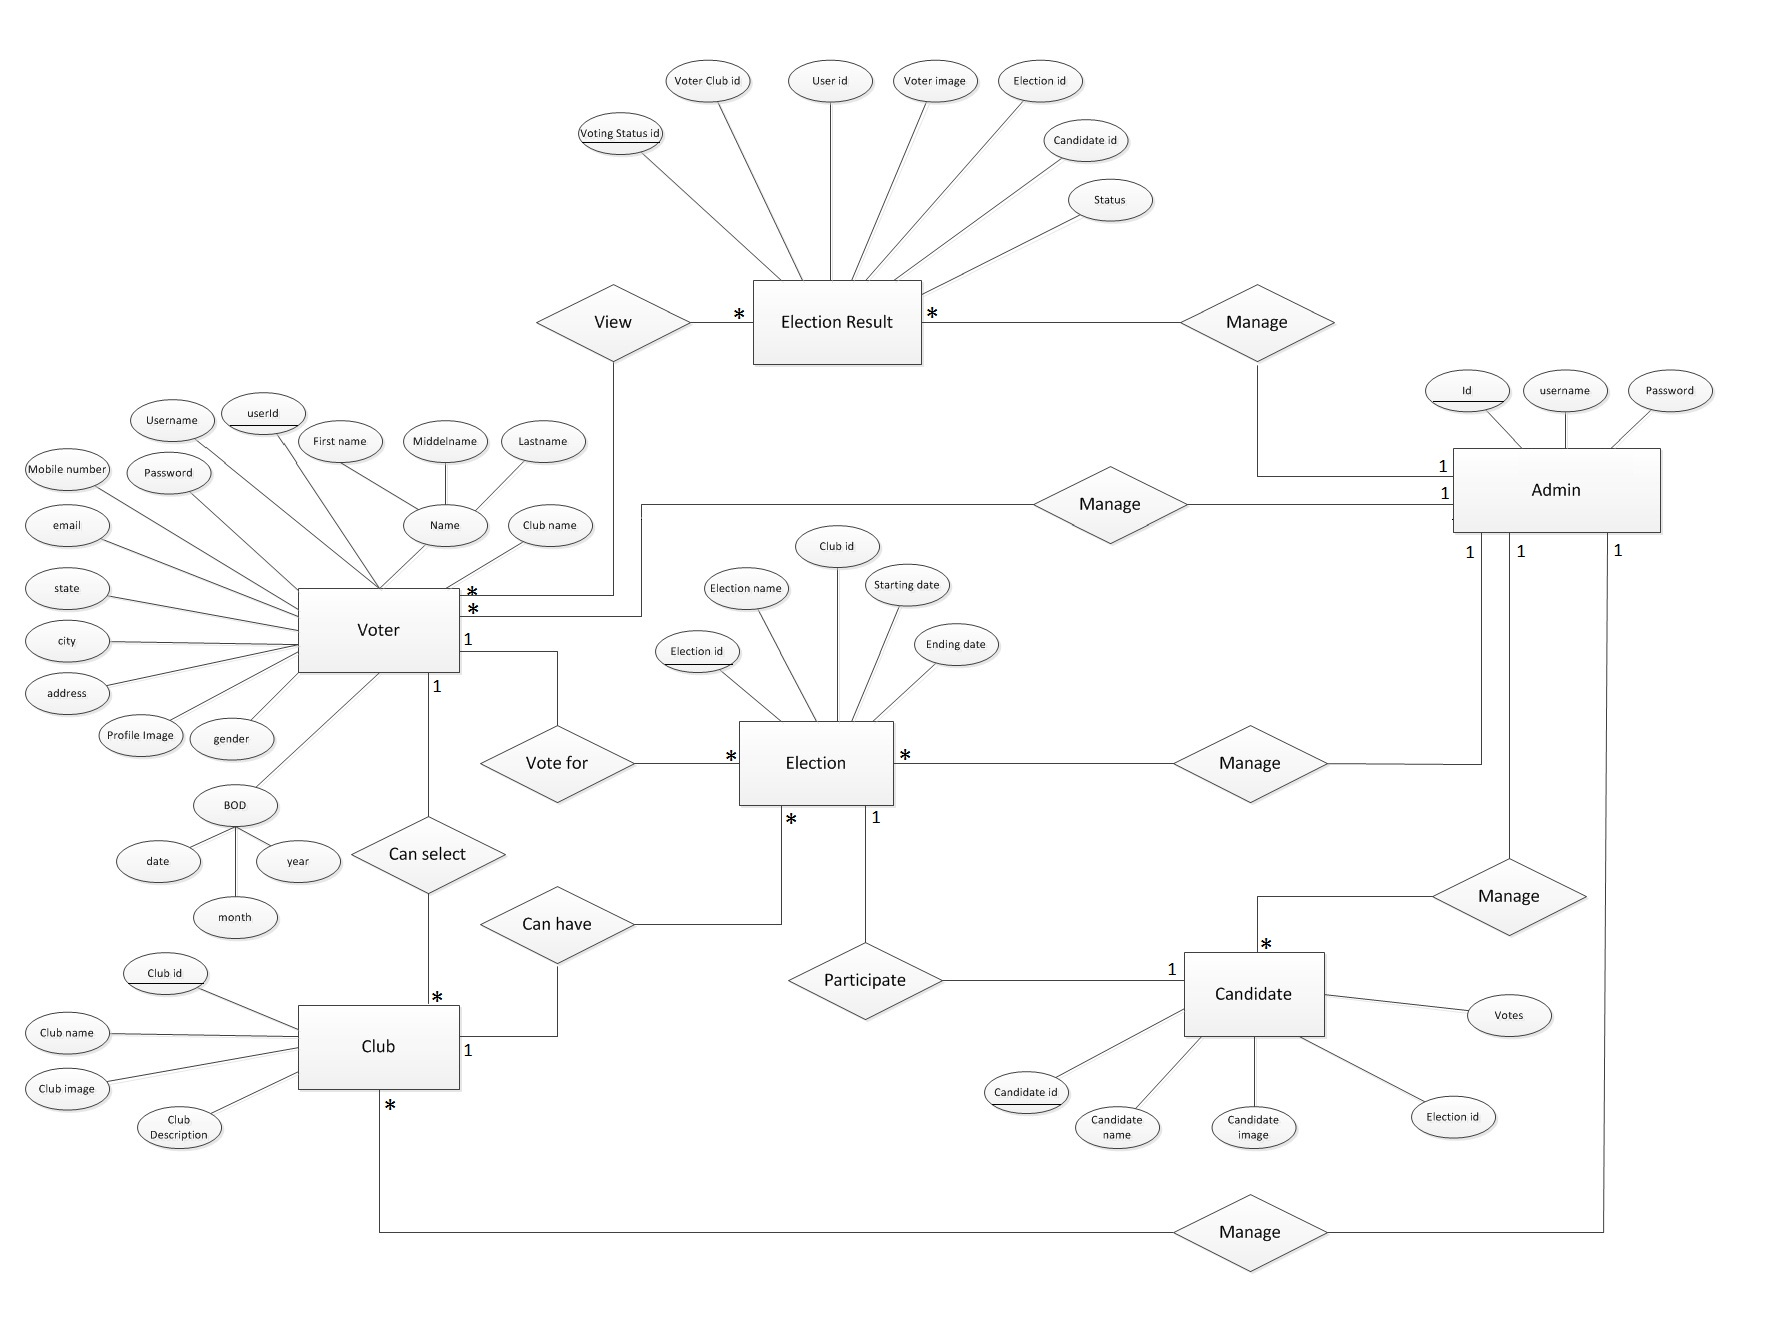 Voter Club id
User id
Voter image
Election id
Voting Status id
Candidate id
Status
View
*
Election Result
*
Manage
Id
username
Password
Username
userId
First name
Middelname
Lastname
Mobile number
Password
1
Admin
1
Manage
email
Name
Club name
Club id
1
1
1
state
Election name
Starting date
*
*
Voter
1
city
Election id
Ending date
address
1
Profile Image
gender
Vote for
*
Election
*
Manage
BOD
*
1
date
year
Can select
month
Can have
Manage
*
Club id
Participate
1
Candidate
*
Votes
Club name
Club
1
Club image
*
Candidate id
Club
Description
Candidate
name
Candidate
image
Election id
Manage